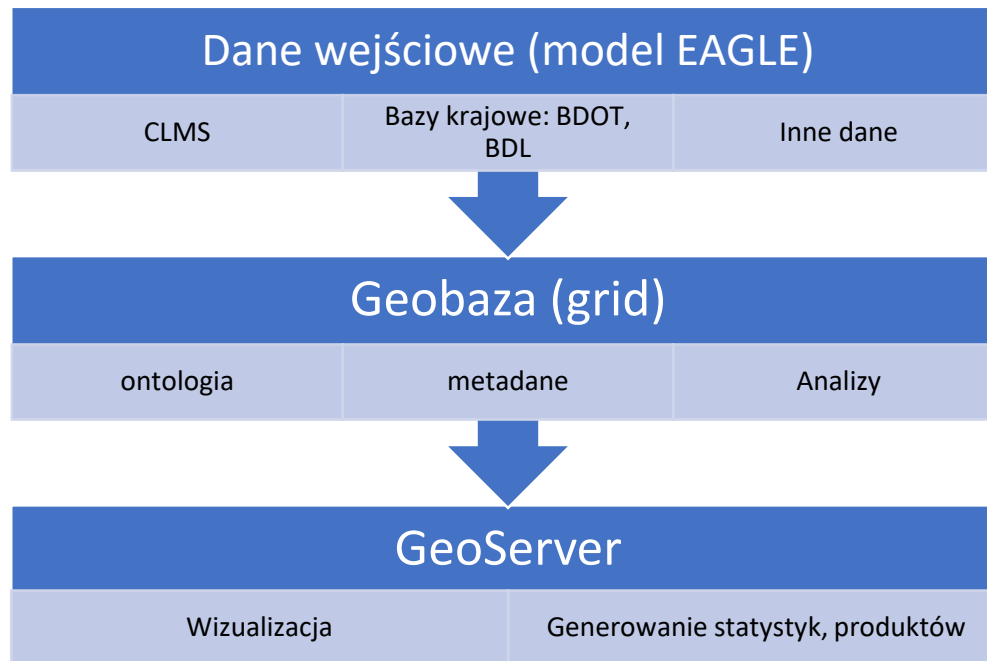 Dane wejściowe (model EAGLE)
CLMS
Bazy krajowe: BDOT,
BDL
Inne dane
Geobaza (grid)
ontologia
metadane
Analizy
GeoServer
Wizualizacja
Generowanie statystyk, produktów